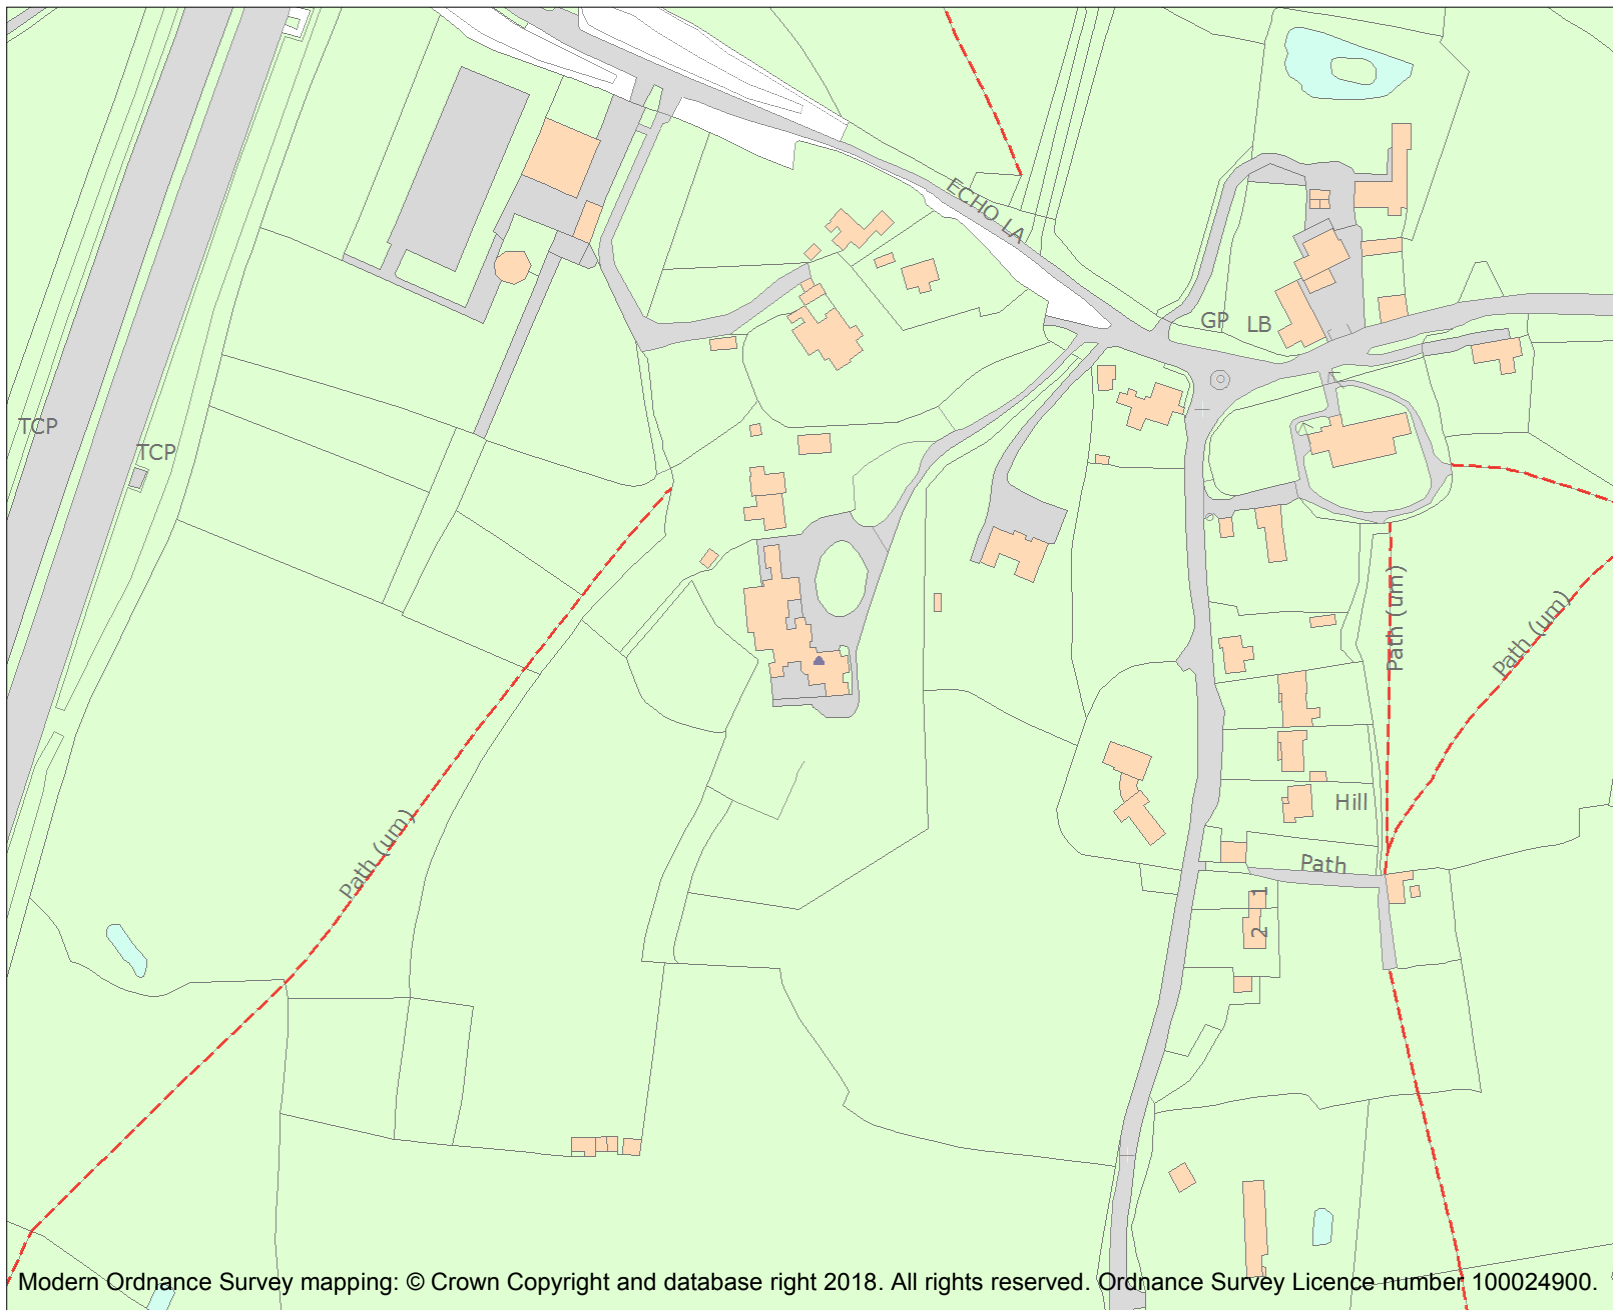 ECHO LA
GP
LB
TCP
TCP
Path (um)
Path (um)
Path (um)
Hill
Path
1
2
Modern Ordnance Survey mapping: © Crown Copyright and database right 2018. All rights reserved. Ordnance Survey Licence number 100024900.